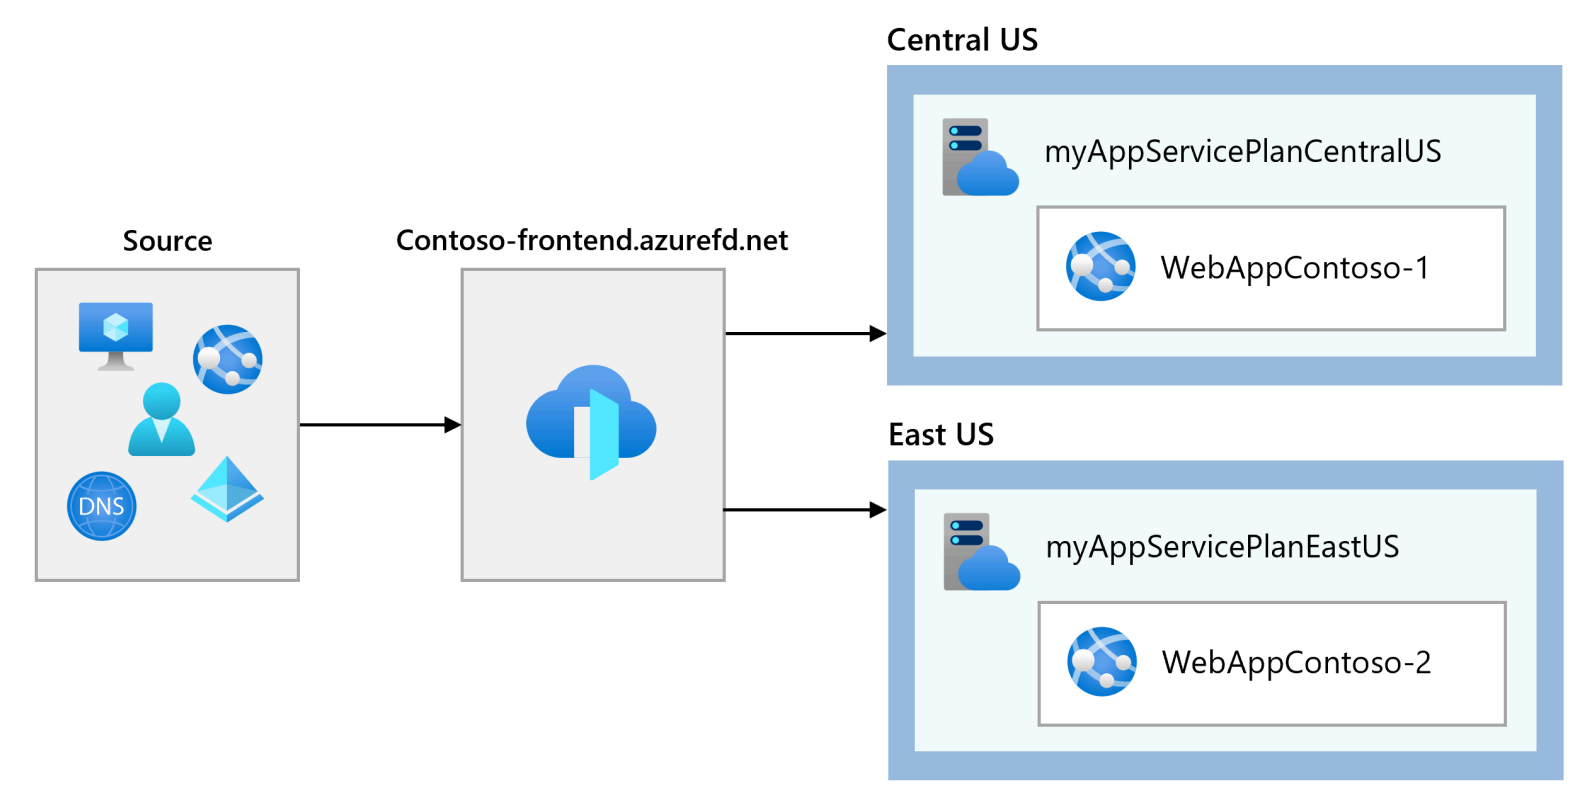 Central US
myAppServicePlanCentralUS
WebAppContoso-1
Source
Contoso-frontend.azurefd.net
DNS
East US
myAppServicePlanEastUS
WebAppContoso-2